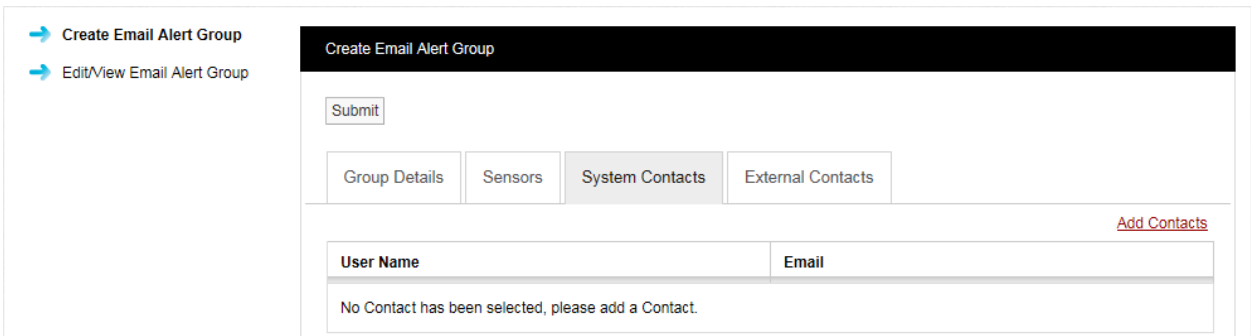 Create Email Alert Group
Edit/View Email Alert Group
Create Email Alert Group
Submit
Group Details Sensors System Contacts External Contacts
Add Contacts
User Name Email
No Contact has been selected, please add a Contact.